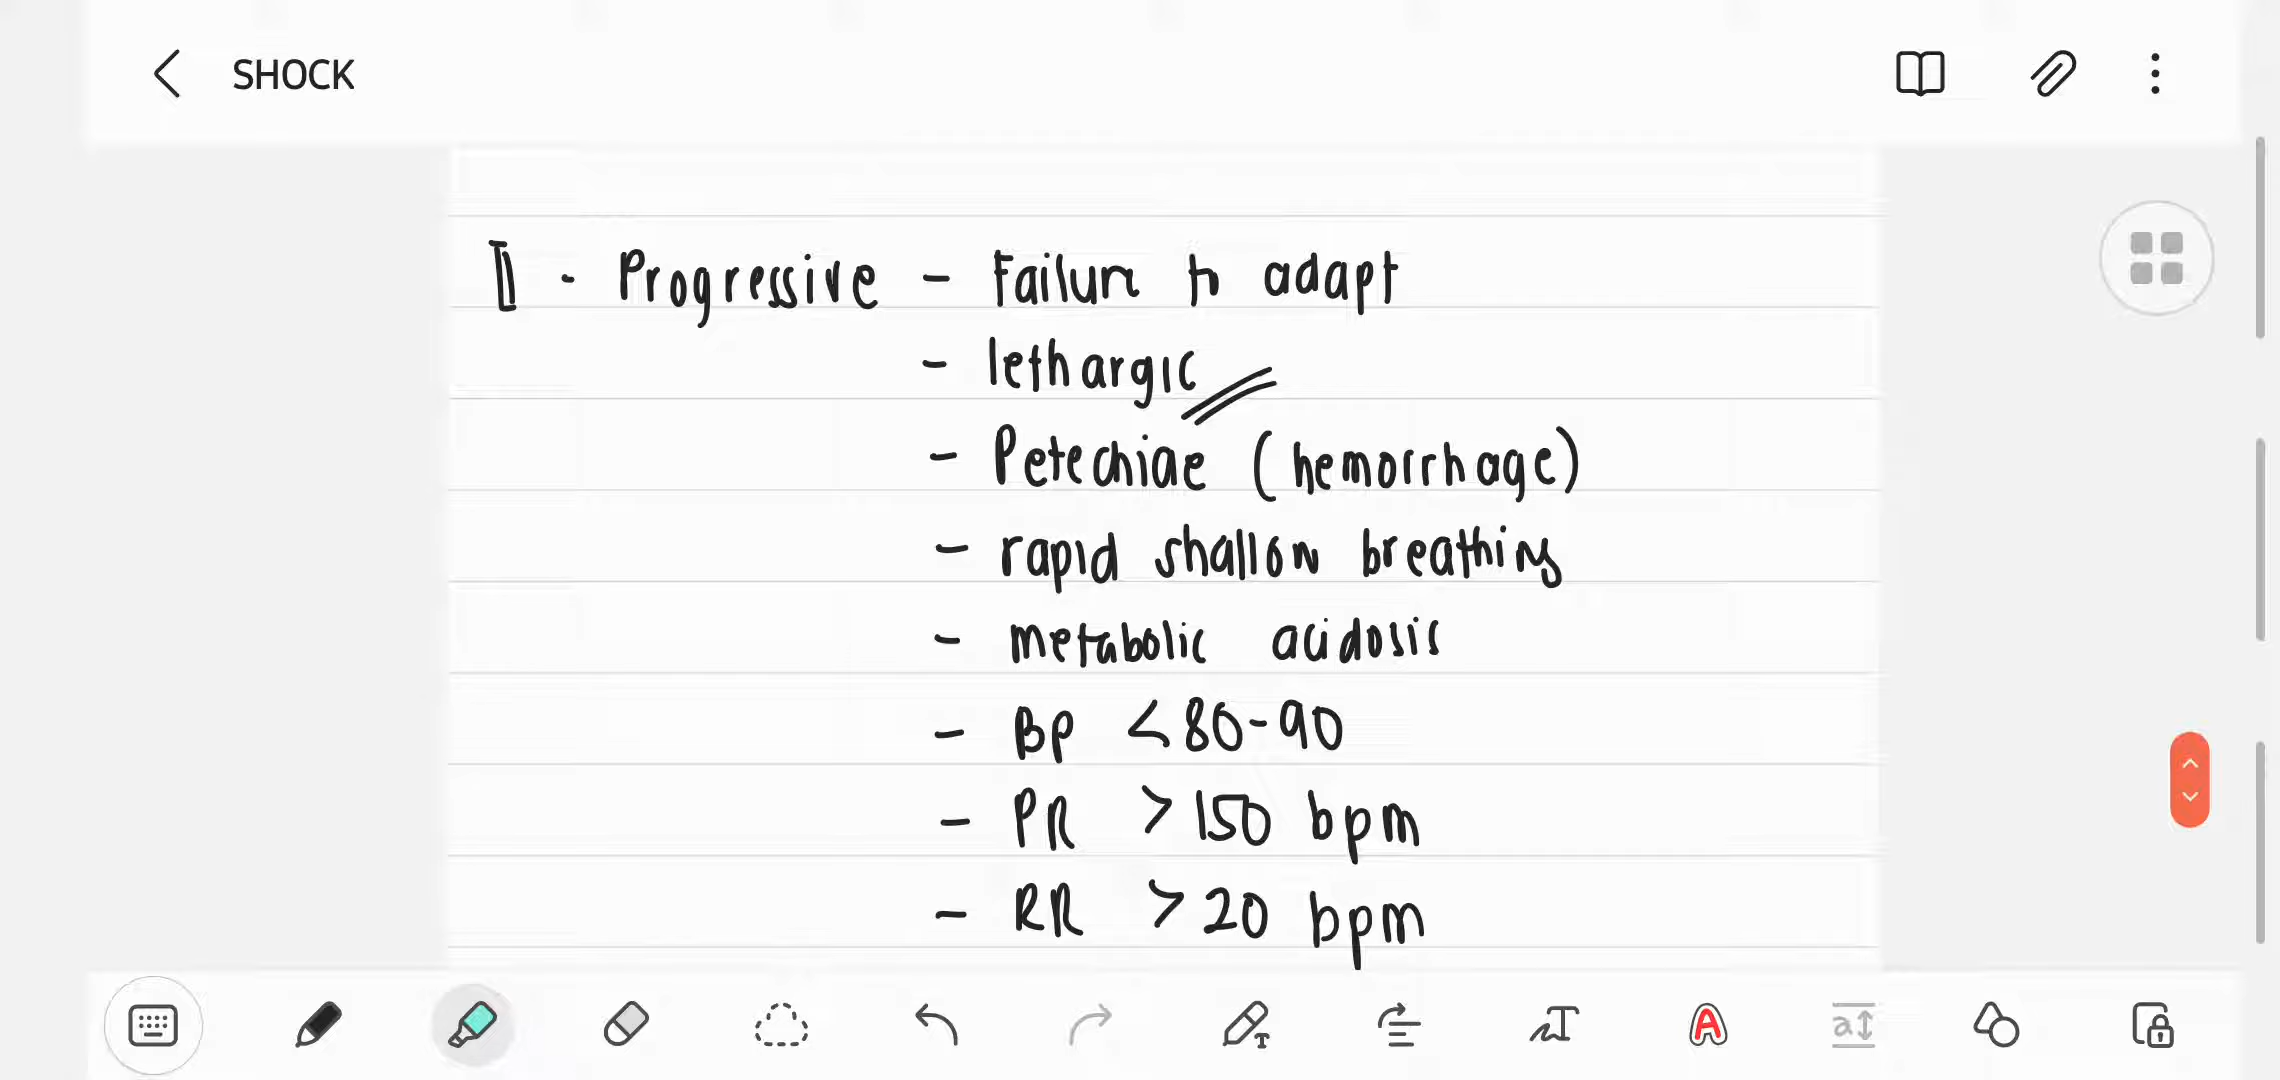 SHOCK
II - Progressive - Failure to adapt
- lethargic
- Petechiae (hemorrhage)
- rapid shallow breathing
- metabolic acidosis
- BP <80-90
- PR >150 bpm
- RR >20 bpm